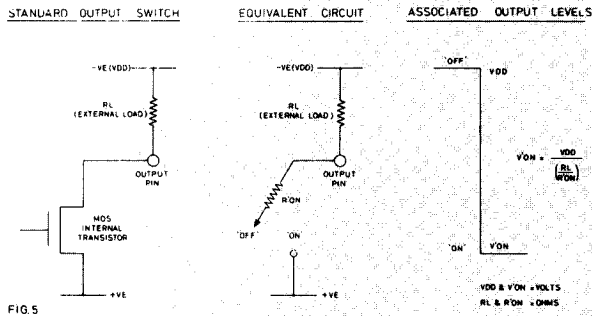 STANDARD OUTPUT SWITCH
EQUIVALENT CIRCUIT
ASSOCIATED OUTPUT LEVELS
-VE(VDD)
RL
(EXTERNAL LOAD)
OUTPUT
PIN
MOS
INTERNAL
TRANSISTOR
+VE
-VE(VDD)
RL
(EXTERNAL LOAD)
OUTPUT
PIN
R'ON
'OFF'
'ON'
+VE
'OFF'
VDD
V'ON = VDD
(RL
R'ON)
'ON'
V'ON
VDD & V'ON = VOLTS
RL & R'ON = OHMS
FIG.5